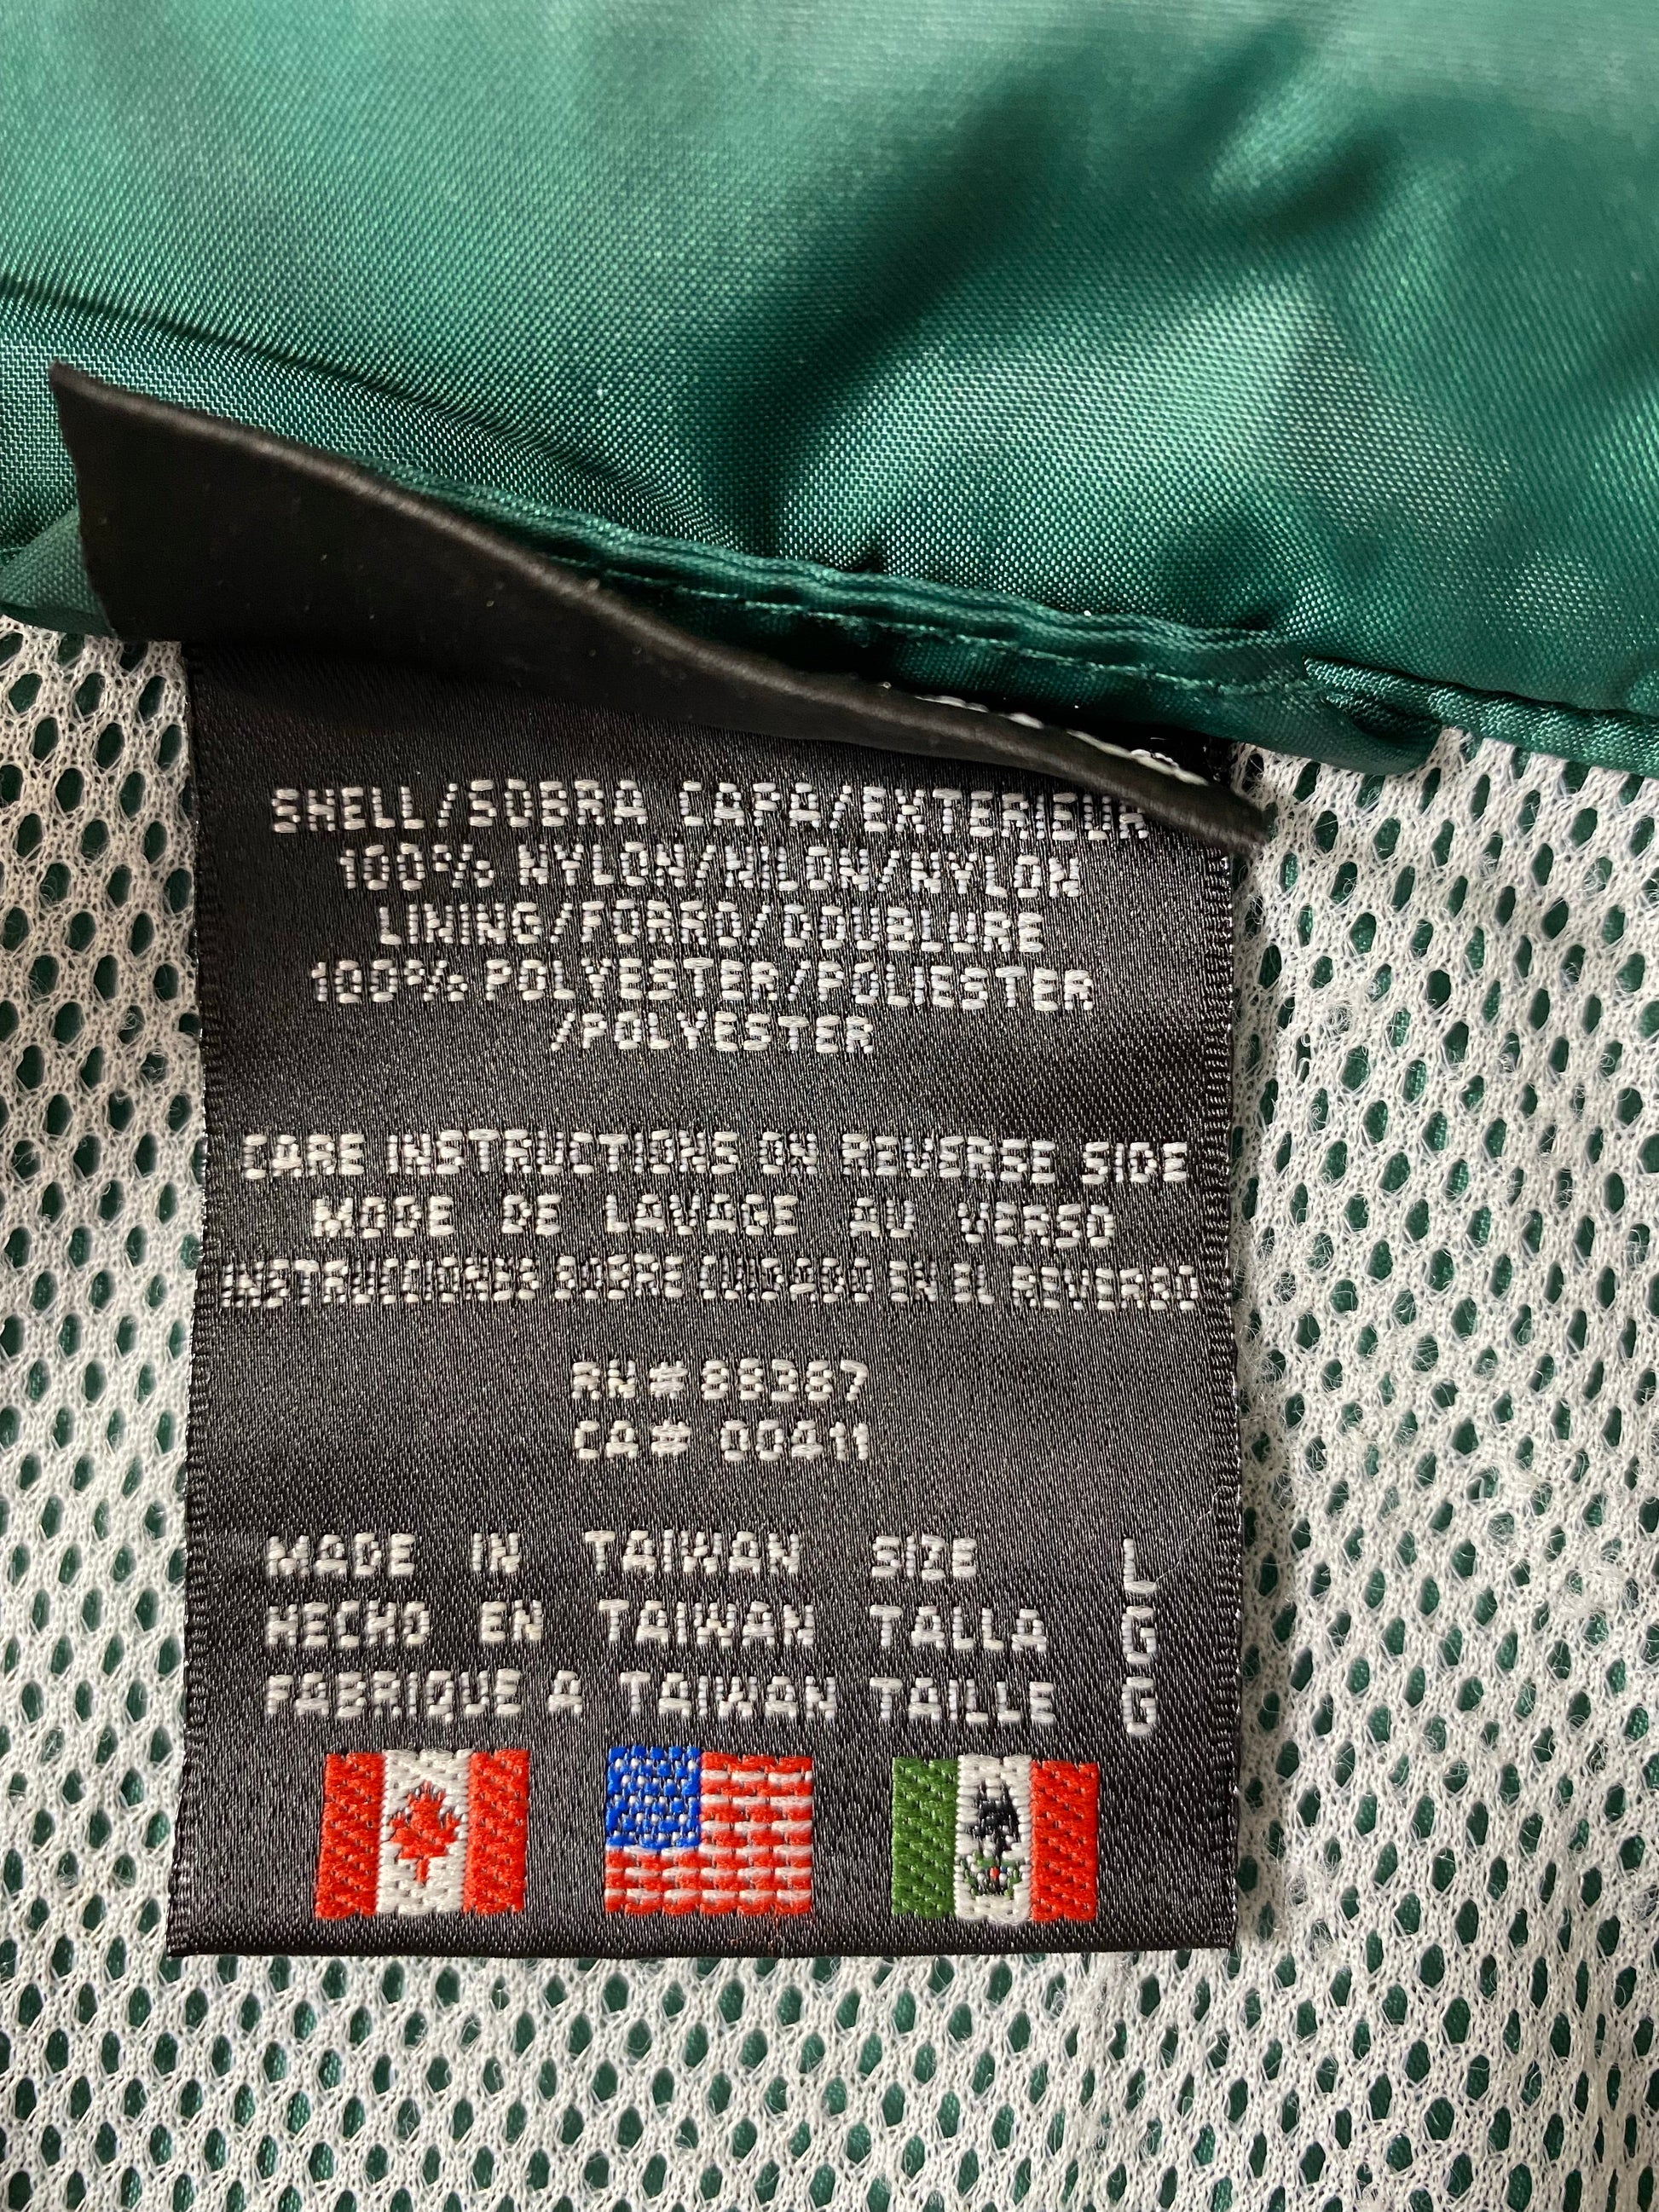 SHELL/SOBRA CAPA/EXTERIEUR
100% NYLON/NILON/NYLON
LINING/FORRO/DOUBLURE
100% POLYESTER/POLIESTER
/POLYESTER
CARE INSTRUCTIONS ON REVERSE SIDE
MODE DE LAVAGE AU VERSO
INSTRUCCIONES SOBRE CUIDADO EN EL REVERSO
RN#
CA# 00411
MADE IN TAIWAN SIZE L
HECHO EN TAIWAN TALLA G
FABRIQUE A TAIWAN TAILLE G